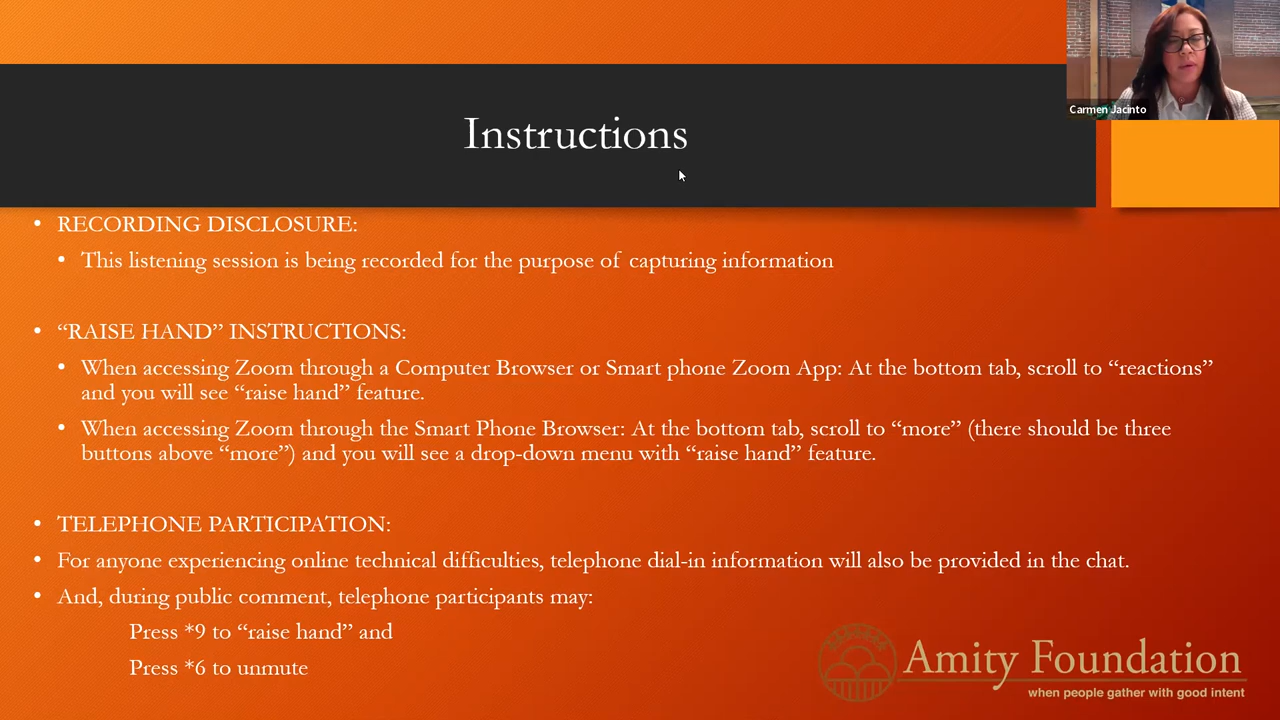 Carmen Jacinto
Instructions
• RECORDING DISCLOSURE:
• This listening session is being recorded for the purpose of capturing information
• “RAISE HAND” INSTRUCTIONS:
• When accessing Zoom through a Computer Browser or Smart phone Zoom App: At the bottom tab, scroll to “reactions”
and you will see “raise hand” feature.
• When accessing Zoom through the Smart Phone Browser: At the bottom tab, scroll to “more” (there should be three
buttons above “more”) and you will see a drop-down menu with “raise hand” feature.
• TELEPHONE PARTICIPATION:
• For anyone experiencing online technical difficulties, telephone dial-in information will also be provided in the chat.
• And, during public comment, telephone participants may:
Press *9 to “raise hand” and
Press *6 to unmute
Amity Foundation
when people gather with good intent